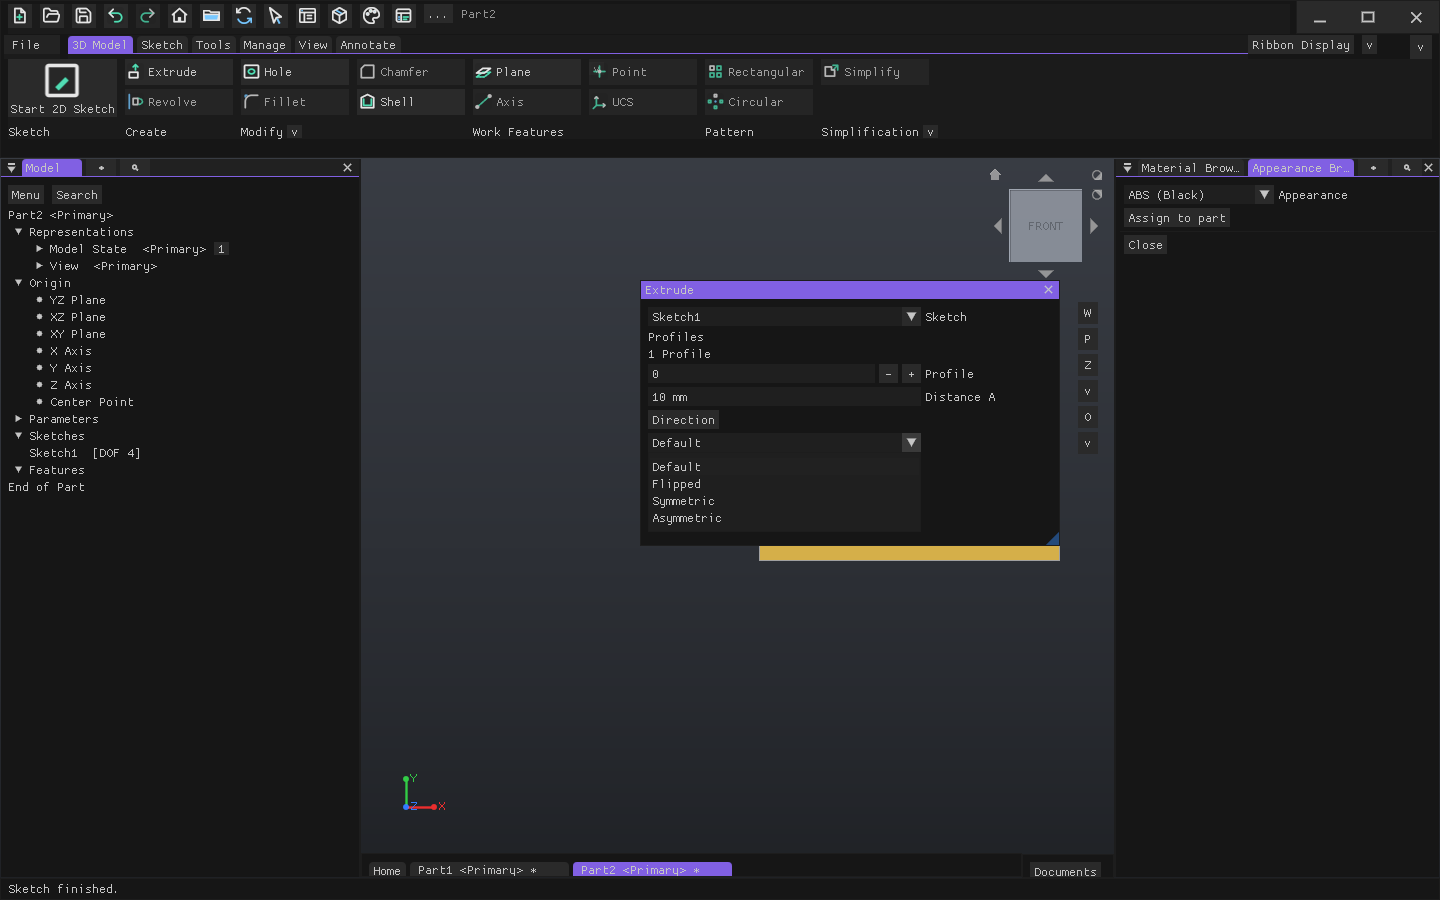 ... Part2
File 3D Model Sketch Tools Manage View Annotate Ribbon Display v v
Start 2D Sketch
Extrude Hole Chamfer Plane Point Rectangular Simplify
Revolve Fillet Shell Axis UCS Circular
Sketch Create Modify v Work Features Pattern Simplification v
Model
Menu Search
Part2 <Primary>
Representations
Model State <Primary> 1
View <Primary>
Origin
YZ Plane
XZ Plane
XY Plane
X Axis
Y Axis
Z Axis
Center Point
Parameters
Sketches
Sketch1 [DOF 4]
Features
End of Part
FRONT
Extrude
Sketch1 Sketch
Profiles
1 Profile
0 - + Profile
10 mm Distance A
Direction
Default
Default
Flipped
Symmetric
Asymmetric
W
P
Z
v
O
v
Y
Z X
Material Brow… Appearance Br…
ABS (Black) Appearance
Assign to part
Close
Home Part1 <Primary> * Part2 <Primary> * Documents
Sketch finished.